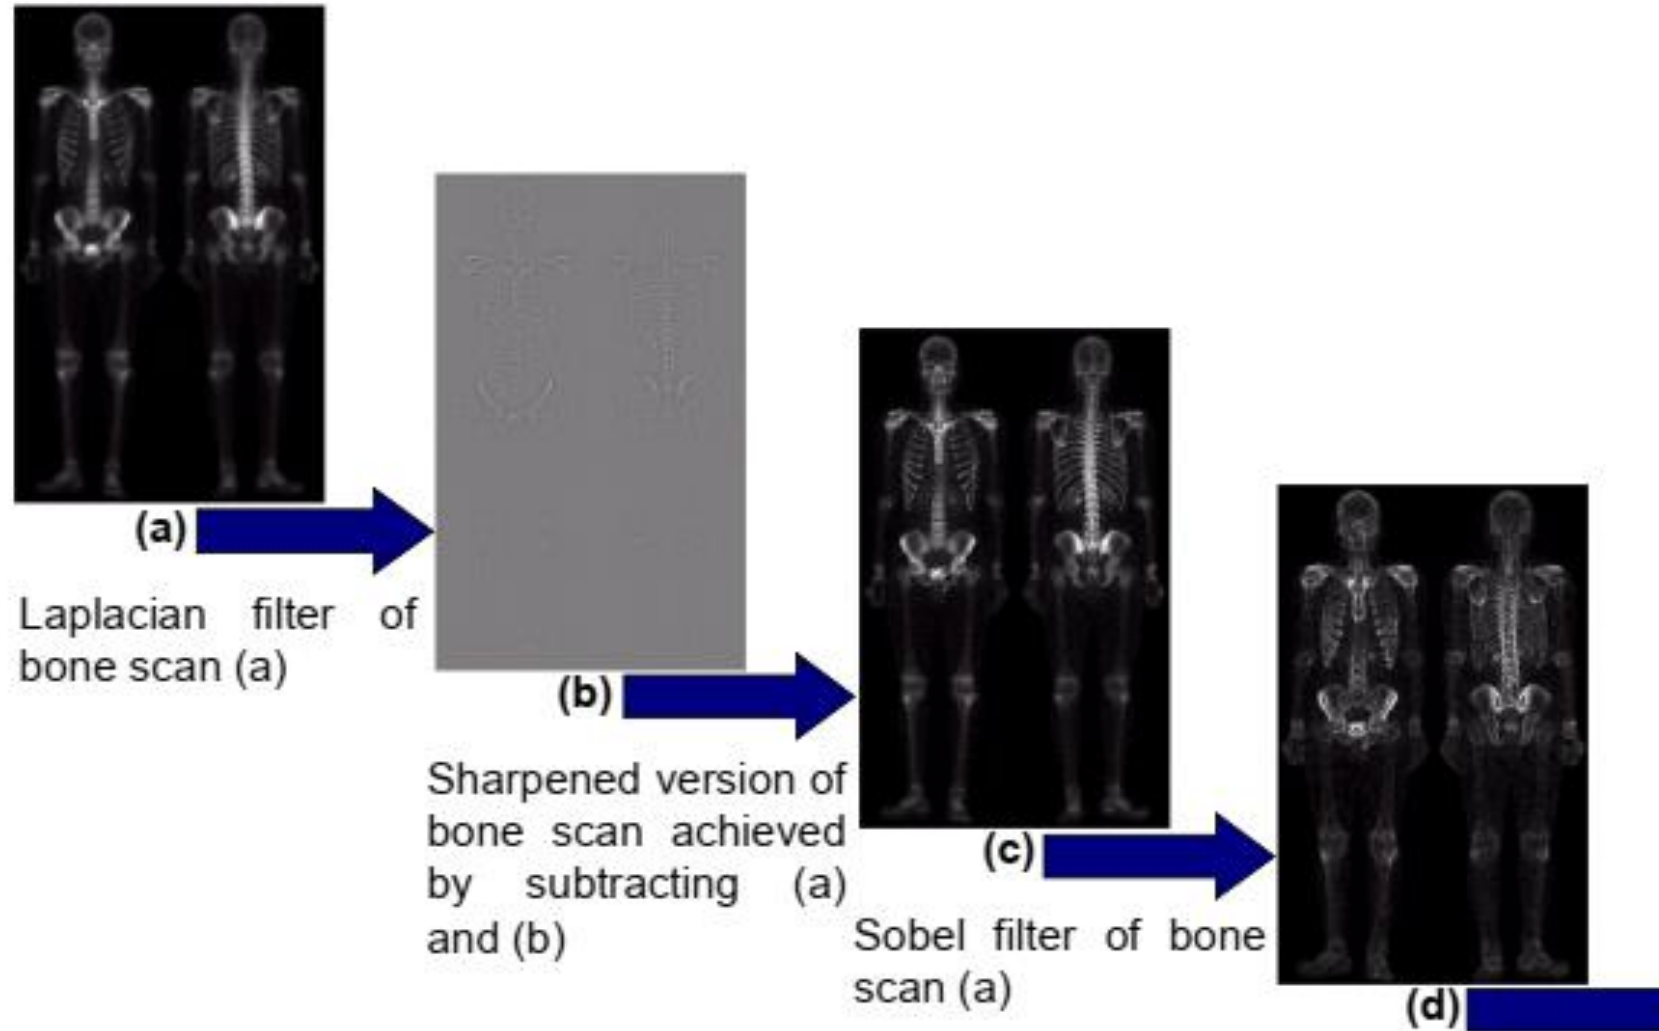 (a)
Laplacian filter of
bone scan (a)
(b)
Sharpened version of
bone scan achieved
by subtracting (a)
and (b)
(c)
Sobel filter of bone
scan (a)
(d)